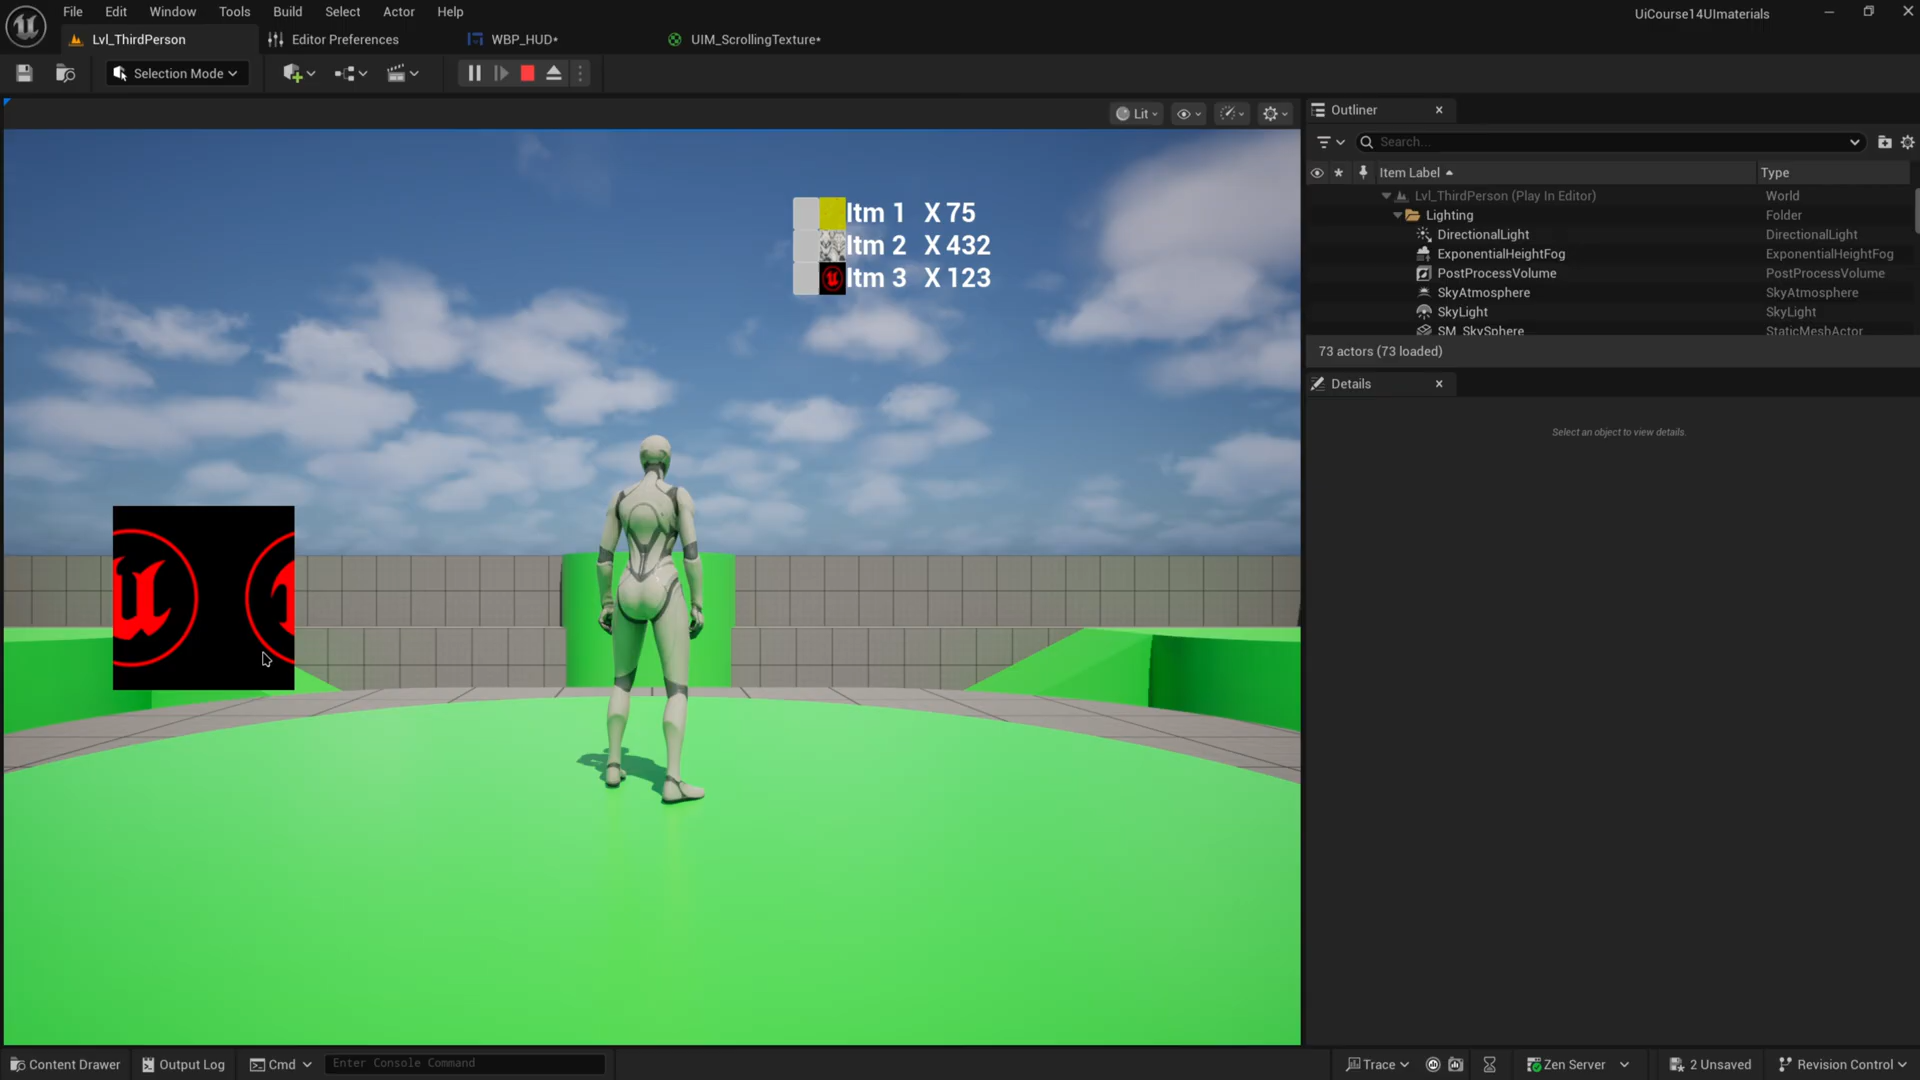 File Edit Window Tools Build Select Actor Help
UiCourse14UImaterials
Lvl_ThirdPerson
Editor Preferences
WBP_HUD*
UIM_ScrollingTexture*
Selection Mode
Lit
Itm 1 X 75
Itm 2 X 432
Itm 3 X 123
Outliner
Search...
Item Label Type
Lvl_ThirdPerson (Play In Editor) World
Lighting Folder
DirectionalLight DirectionalLight
ExponentialHeightFog ExponentialHeightFog
PostProcessVolume PostProcessVolume
SkyAtmosphere SkyAtmosphere
SkyLight SkyLight
SM_SkySphere StaticMeshActor
73 actors (73 loaded)
Details
Select an object to view details.
Content Drawer
Output Log
Cmd
Enter Console Command
Trace
Zen Server
2 Unsaved
Revision Control